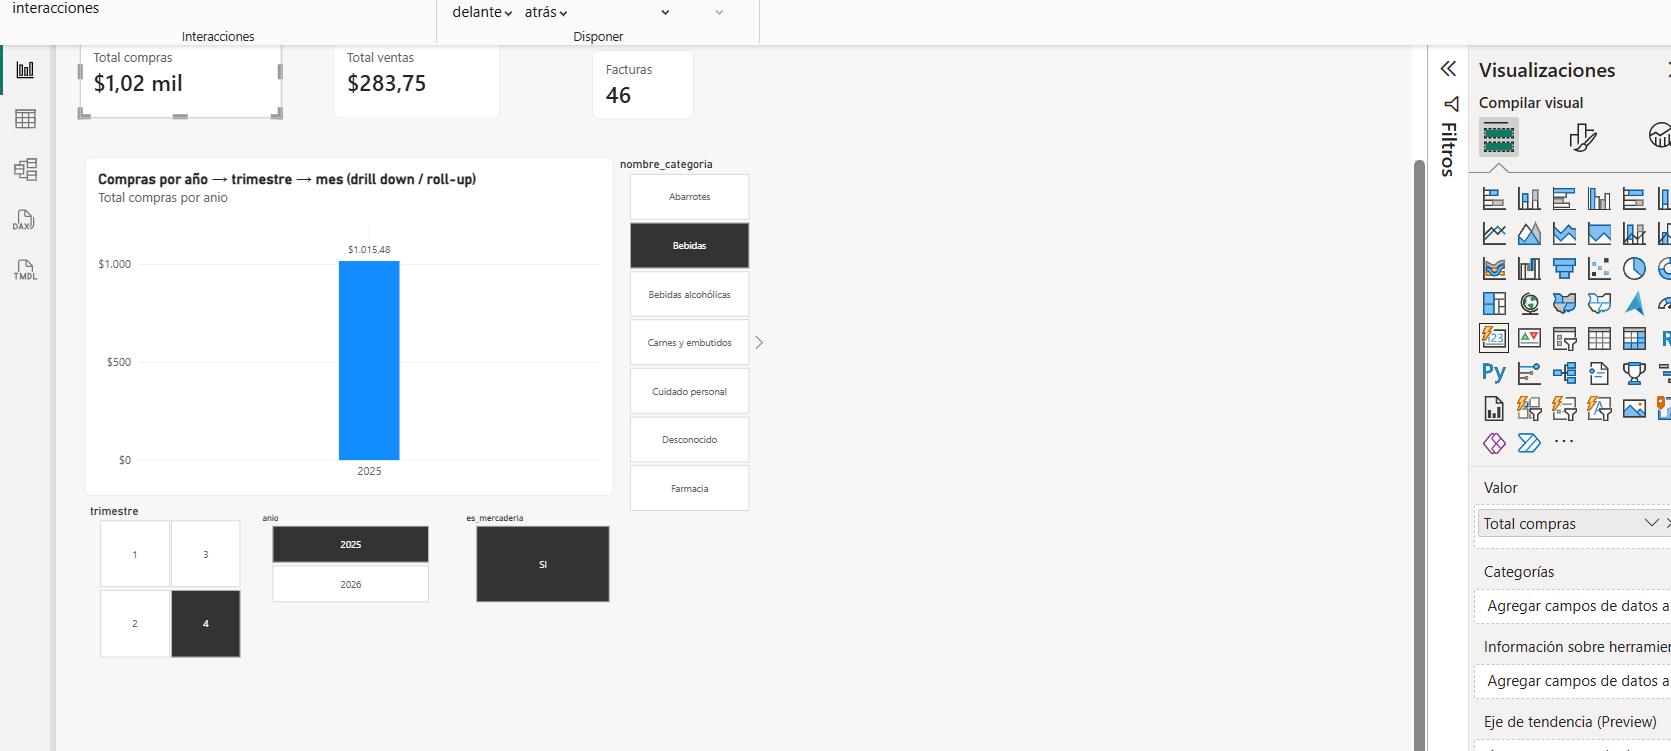 interacciones
delante
atrás
Interacciones
Disponer
Total compras
$1,02 mil
Total ventas
$283,75
Facturas
46
Compras por año → trimestre → mes (drill down / roll-up)
Total compras por anio
$1.015,48
$1.000
$500
$0
2025
nombre_categoria
Abarrotes
Bebidas
Bebidas alcohólicas
Carnes y embutidos
Cuidado personal
Desconocido
Farmacia
trimestre
1
3
2
4
anio
2025
2026
es_mercaderia
SI
DAX
TMDL
Filtros
Visualizaciones
Compilar visual
123
R
Py
Valor
Total compras
Categorías
Agregar campos de datos a
Información sobre herramie
Agregar campos de datos a
Eje de tendencia (Preview)